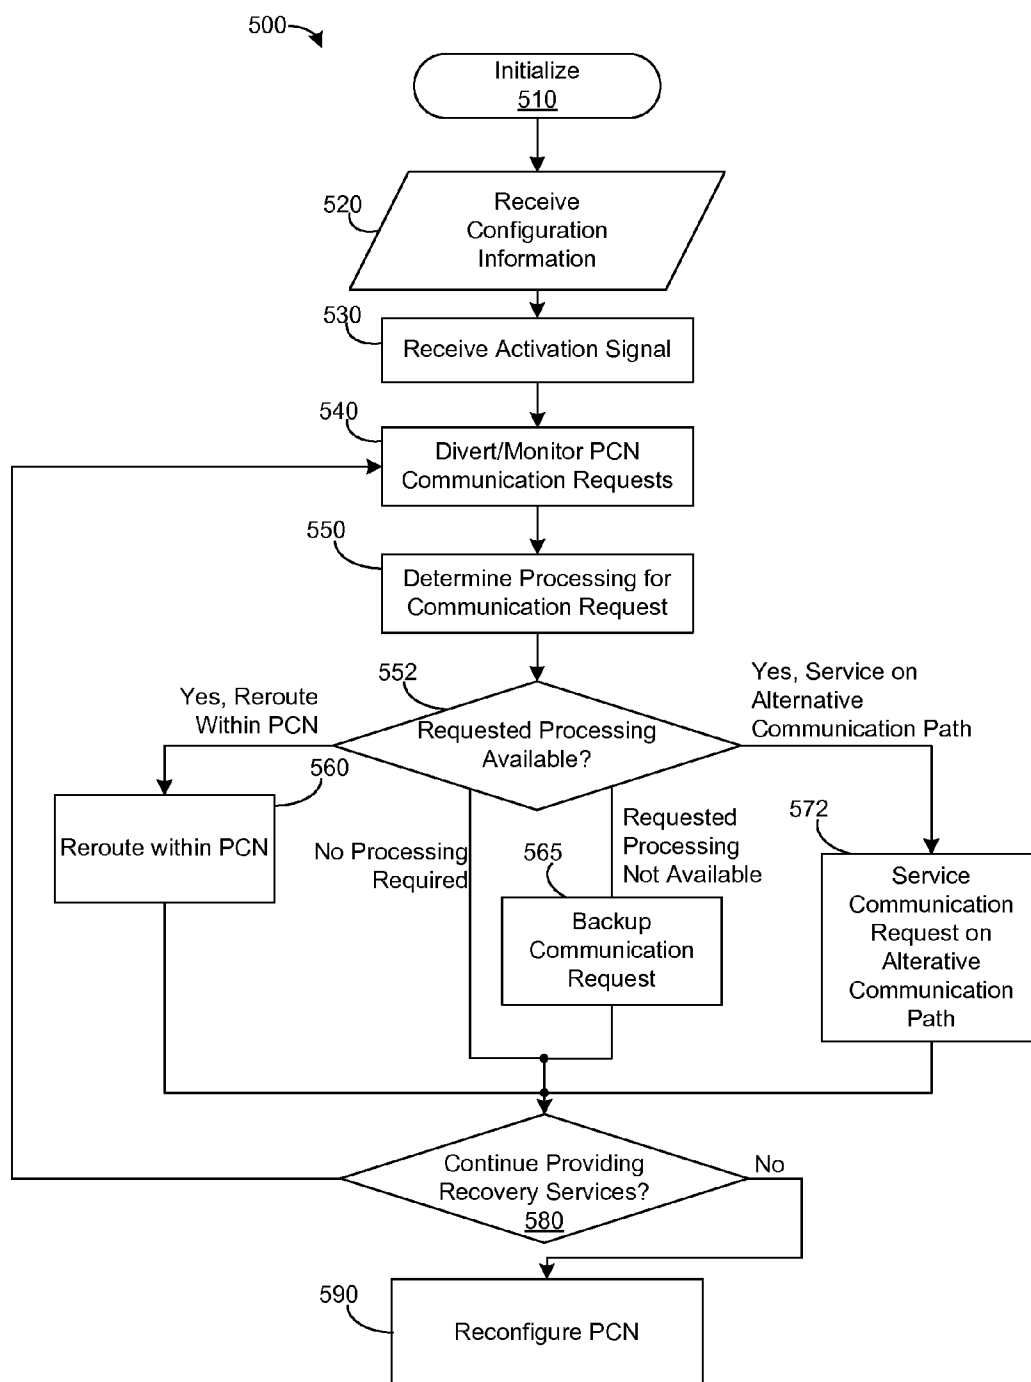 500
Initialize
510
520
Receive
Configuration
Information
530
Receive Activation Signal
540
Divert/Monitor PCN
Communication Requests
550
Determine Processing for
Communication Request
552
Yes, Reroute
Within PCN
Requested Processing
Available?
Yes, Service on
Alternative
Communication Path
560
Reroute within PCN
No Processing
Required
Requested
Processing
Not Available
565
Backup
Communication
Request
572
Service
Communication
Request on
Alterative
Communication
Path
Continue Providing
Recovery Services?
580
No
590
Reconfigure PCN